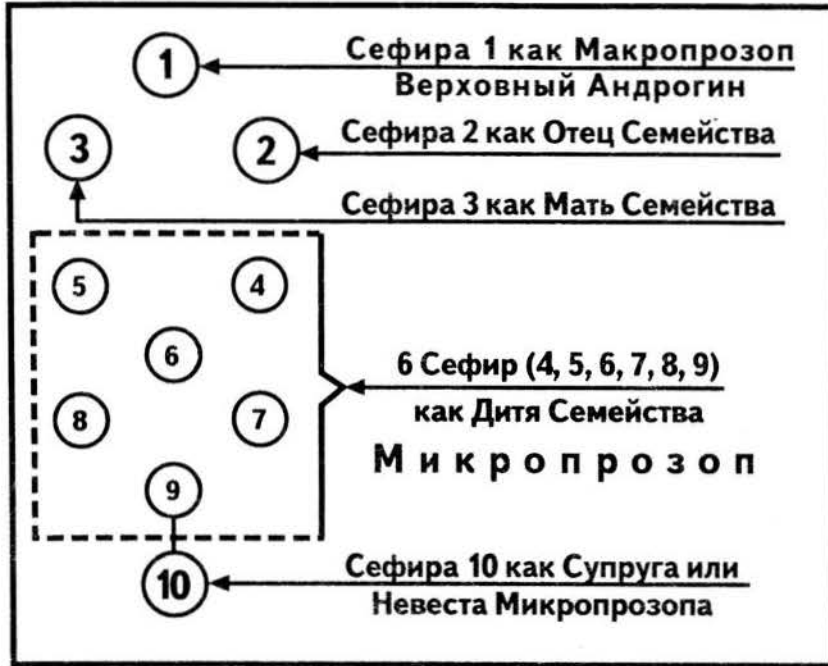 1
Сефира 1 как Макропрозоп
Верховный Андрогин
3
2
Сефира 2 как Отец Семейства
Сефира 3 как Мать Семейства
5
4
6
6 Сефир (4, 5, 6, 7, 8, 9)
как Дитя Семейства
8
7
Микропрозоп
9
10
Сефира 10 как Супруга или
Невеста Микропрозопа